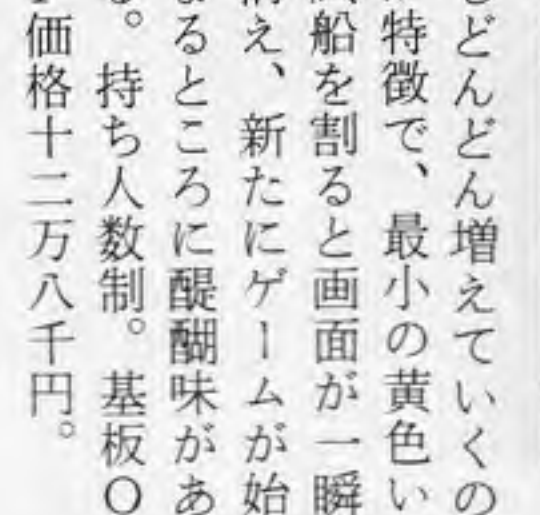 どんどん増えていくの
特徴で、最小の黄色い
船を割ると画面が一瞬
え、新たにゲームが始
まるところに醍醐味があ
る。持ち人数制。基板O
価格十二万八千円。